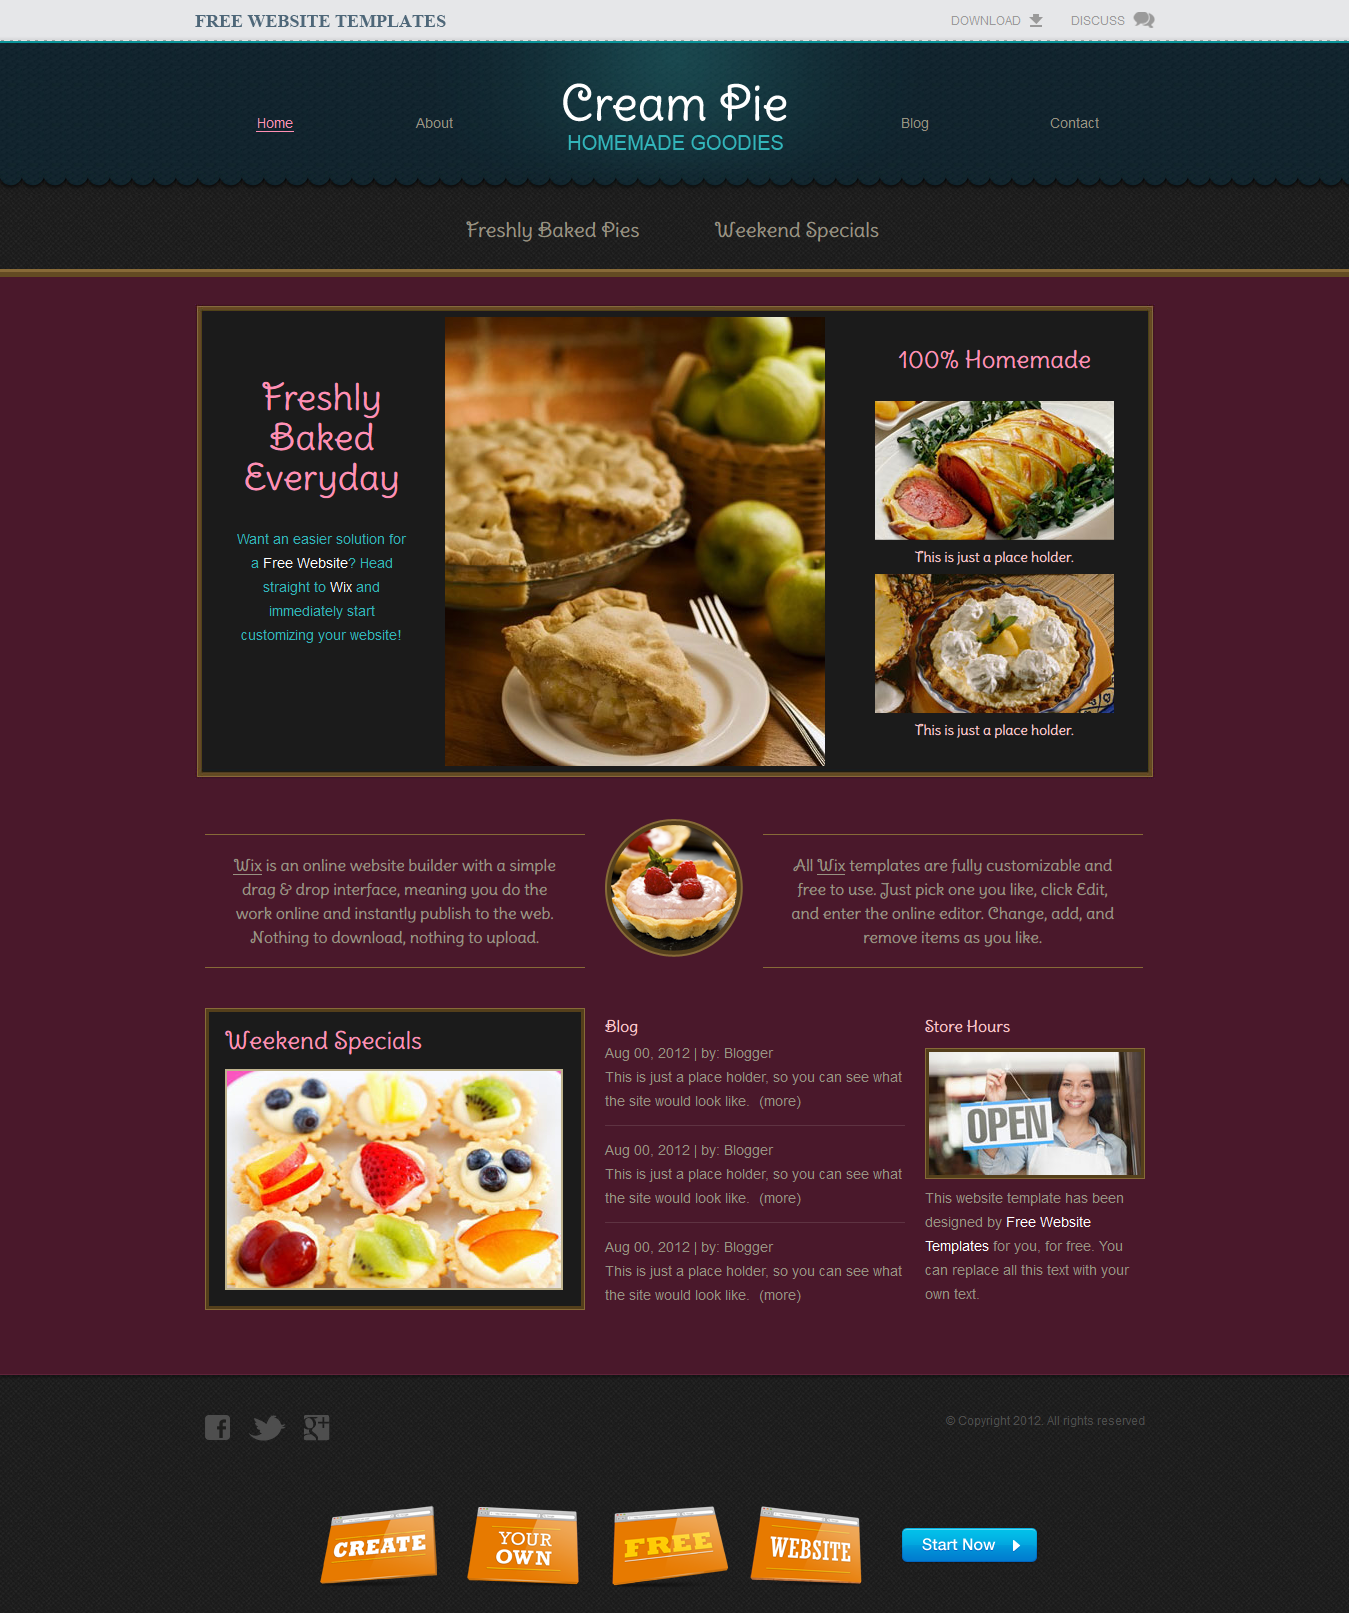 FREE WEBSITE TEMPLATES
DOWNLOAD
DISCUSS
Home
About
Cream Pie
HOMEMADE GOODIES
Blog
Contact
Freshly Baked Pies
Weekend Specials
Freshly
Baked
Everyday
Want an easier solution for
a Free Website? Head
straight to Wix and
immediately start
customizing your website!
100% Homemade
This is just a place holder.
This is just a place holder.
Wix is an online website builder with a simple
drag & drop interface, meaning you do the
work online and instantly publish to the web.
Nothing to download, nothing to upload.
All Wix templates are fully customizable and
free to use. Just pick one you like, click Edit,
and enter the online editor. Change, add, and
remove items as you like.
Weekend Specials
Blog
Aug 00, 2012 | by: Blogger
This is just a place holder, so you can see what
the site would look like. (more)
Aug 00, 2012 | by: Blogger
This is just a place holder, so you can see what
the site would look like. (more)
Aug 00, 2012 | by: Blogger
This is just a place holder, so you can see what
the site would look like. (more)
Store Hours
OPEN
This website template has been
designed by Free Website
Templates for you, for free. You
can replace all this text with your
own text.
© Copyright 2012. All rights reserved
CREATE
YOUR
OWN
FREE
WEBSITE
Start Now